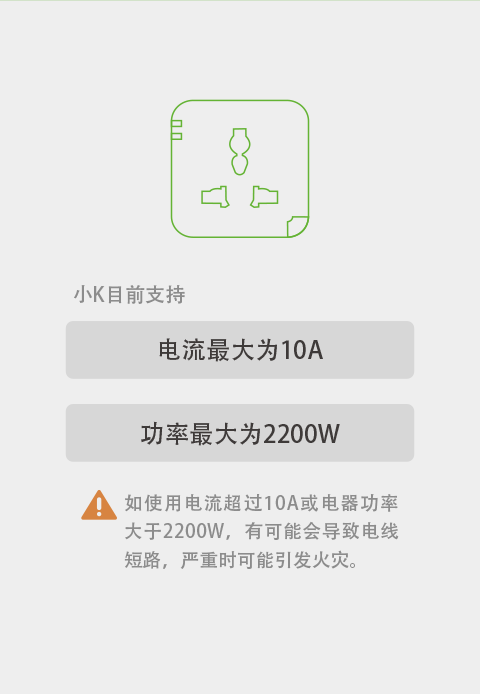 小K目前支持
电流最大为10A
功率最大为2200W
如使用电流超过10A或电器功率
大于2200W，有可能会导致电线
短路，严重时可能引发火灾。